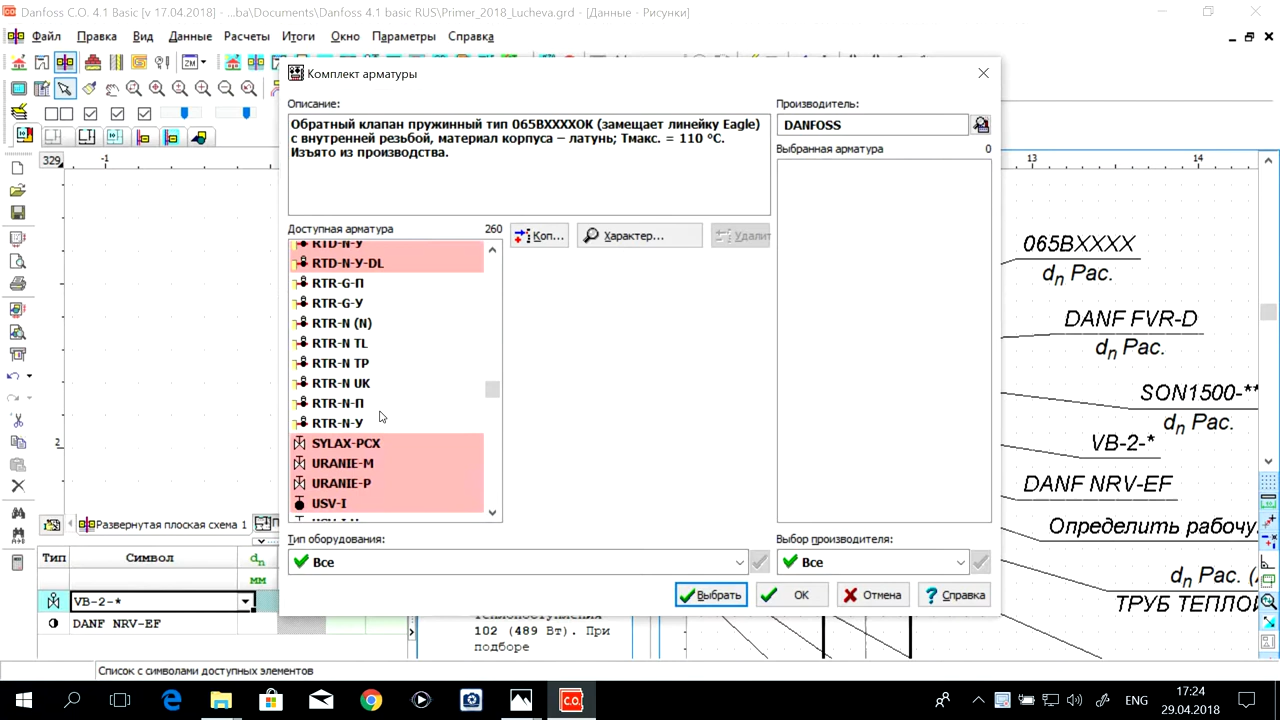 Danfoss C.O. 4.1 Basic [v 17.04.2018] - ...ba\Documents\Danfoss 4.1 basic RUS\Primer_2018_Lucheva.grd - [Данные - Рисунки]
Файл Правка Вид Данные Расчеты Итоги Окно Параметры Справка
Комплект арматуры
Описание:
Обратный клапан пружинный тип 065BXXXXOK (замещает линейку Eagle)
с внутренней резьбой, материал корпуса – латунь; Tмакс. = 110 °C.
Изъято из производства.
Производитель:
DANFOSS
Выбранная арматура 0
Доступная арматура 260
Коп...
Характер...
Удалит
RTD-N-У
RTD-N-У-DL
RTR-G-П
RTR-G-У
RTR-N (N)
RTR-N TL
RTR-N TP
RTR-N UK
RTR-N-П
RTR-N-У
SYLAX-PCX
URANIE-M
URANIE-P
USV-I
Тип оборудования:
Все
Выбор производителя:
Все
Выбрать
OK
Отмена
Справка
329
-1
2
13
14
065BXXXX
dn Рас.
DANF FVR-D
dn Рас.
SON1500-**
dn Рас.
VB-2-*
DANF NRV-EF
Определить рабочу
dn Рас. (
ТРУБ ТЕПЛО
Развернутая плоская схема 1
Тип Символ dn
мм
VB-2-*
DANF NRV-EF
102 (489 Вт). При
подборе
Список с символами доступных элементов
ENG
17:24
29.04.2018